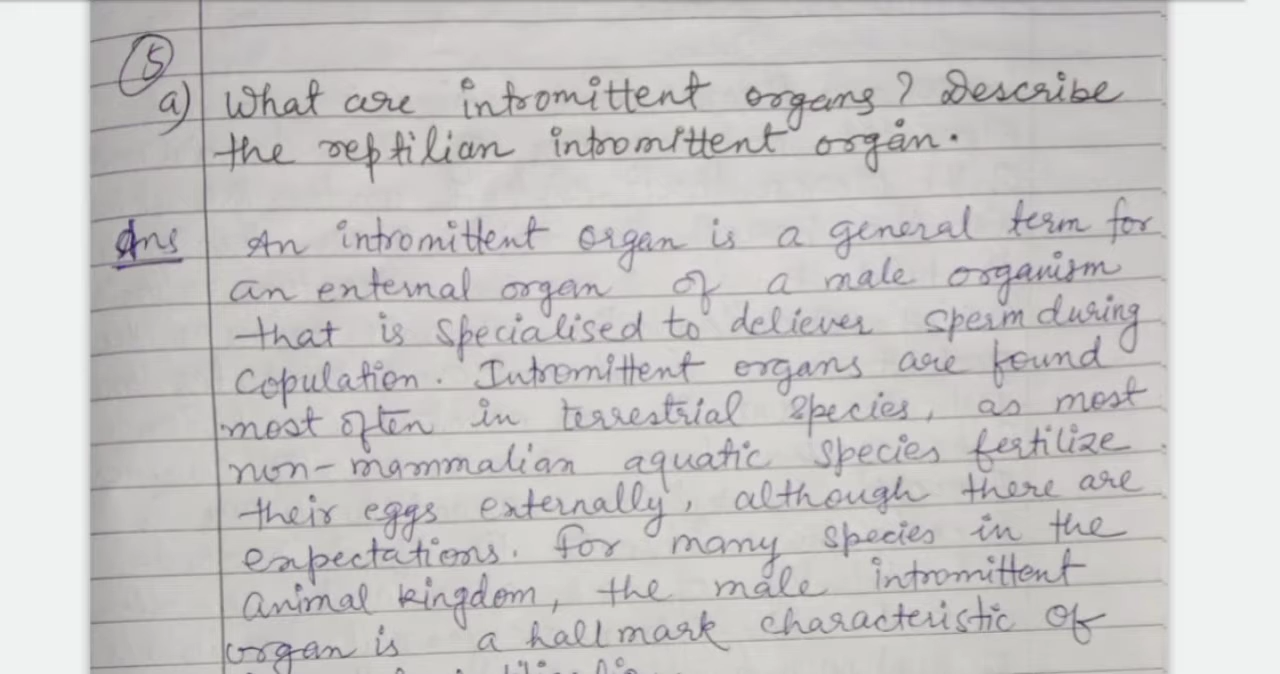 5
a) What are intromittent organs? Describe
the reptilian intromittent organ.
Ans An intromittent organ is a general term for
an external organ of a male organism
that is specialised to deliever sperm during
copulation. Intromittent organs are found
most often in terrestrial species, as most
non-mammalian aquatic species fertilize
their eggs externally, although there are
expectations. for many species in the
animal kingdom, the male intromittent
organ is a hallmark characteristic of